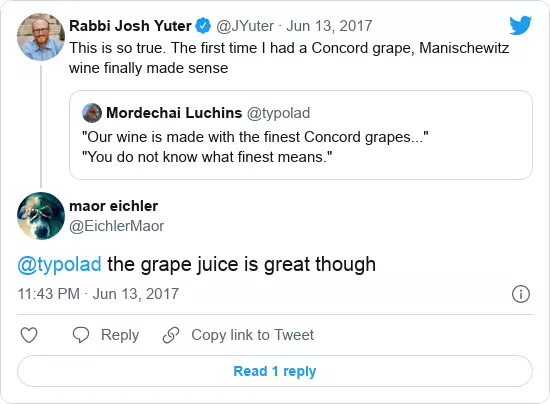 Rabbi Josh Yuter @JYuter · Jun 13, 2017
This is so true. The first time I had a Concord grape, Manischewitz
wine finally made sense
Mordechai Luchins @typolad
"Our wine is made with the finest Concord grapes..."
"You do not know what finest means."
maor eichler
@EichlerMaor
@typolad the grape juice is great though
11:43 PM · Jun 13, 2017
Reply Copy link to Tweet
Read 1 reply